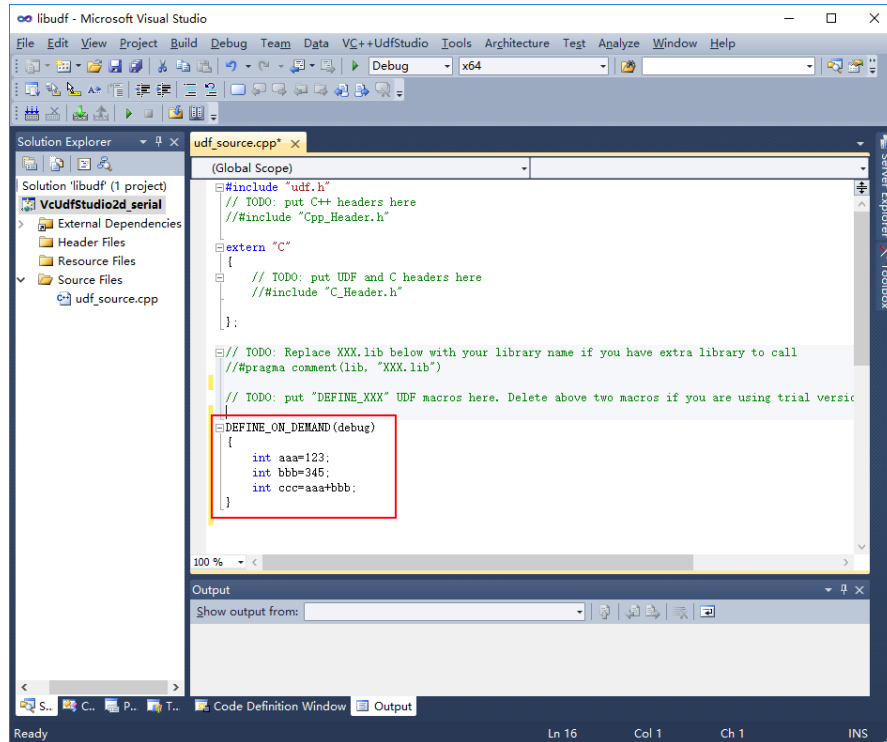 libudf - Microsoft Visual Studio
File Edit View Project Build Debug Team Data VC++UdfStudio Tools Architecture Test Analyze Window Help
Debug x64
Solution Explorer
udf_source.cpp*
(Global Scope)
Solution 'libudf' (1 project)
VcUdfStudio2d_serial
External Dependencies
Header Files
Resource Files
Source Files
udf_source.cpp
#include "udf.h"
// TODO: put C++ headers here
//#include "Cpp_Header.h"
extern "C"
{
// TODO: put UDF and C headers here
//#include "C_Header.h"
};
// TODO: Replace XXX.lib below with your library name if you have extra library to call
//#pragma comment(lib, "XXX.lib")
// TODO: put "DEFINE_XXX" UDF macros here. Delete above two macros if you are using trial versic
DEFINE_ON_DEMAND(debug)
{
int aaa=123;
int bbb=345;
int ccc=aaa+bbb;
}
100 %
Output
Show output from:
Server Explorer
Toolbox
S... C... P... T...
Code Definition Window Output
Ready Ln 16 Col 1 Ch 1 INS